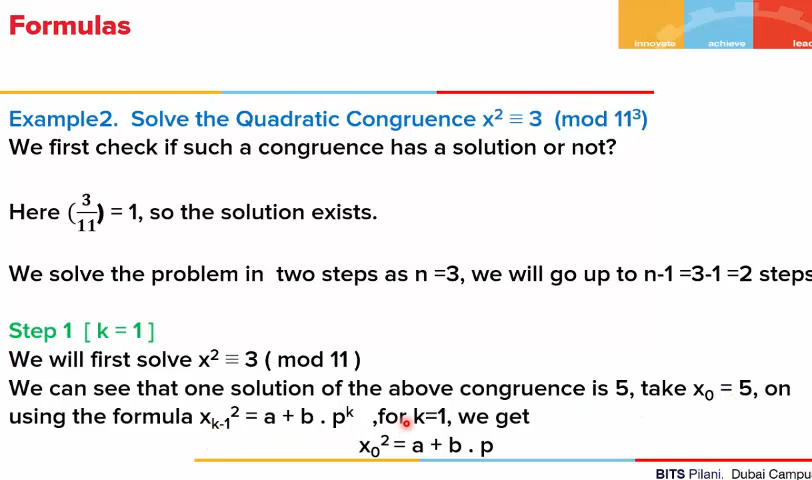 Formulas
innovate achieve lead
Example2. Solve the Quadratic Congruence x² ≡ 3 (mod 11³)
We first check if such a congruence has a solution or not?
Here (3/11) = 1, so the solution exists.
We solve the problem in two steps as n =3, we will go up to n-1 =3-1 =2 steps
Step 1 [ k = 1 ]
We will first solve x² ≡ 3 ( mod 11 )
We can see that one solution of the above congruence is 5, take x₀ = 5, on
using the formula xₖ₋₁² = a + b . pᵏ ,for k=1, we get
x₀² = a + b . p
BITS Pilani, Dubai Campu